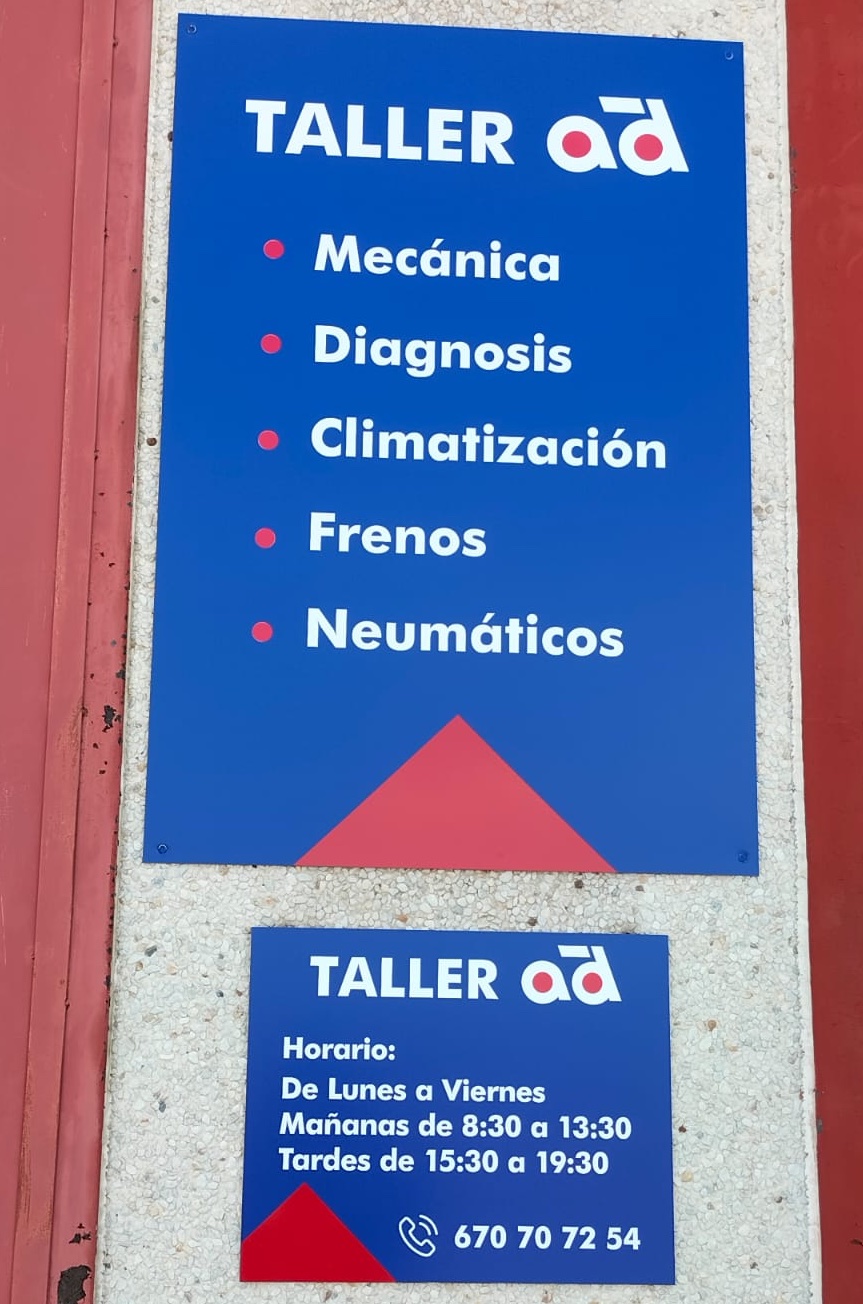 TALLER ad
Mecánica
Diagnosis
Climatización
Frenos
Neumáticos
TALLER ad
Horario:
De Lunes a Viernes
Mañanas de 8:30 a 13:30
Tardes de 15:30 a 19:30
670 70 72 54